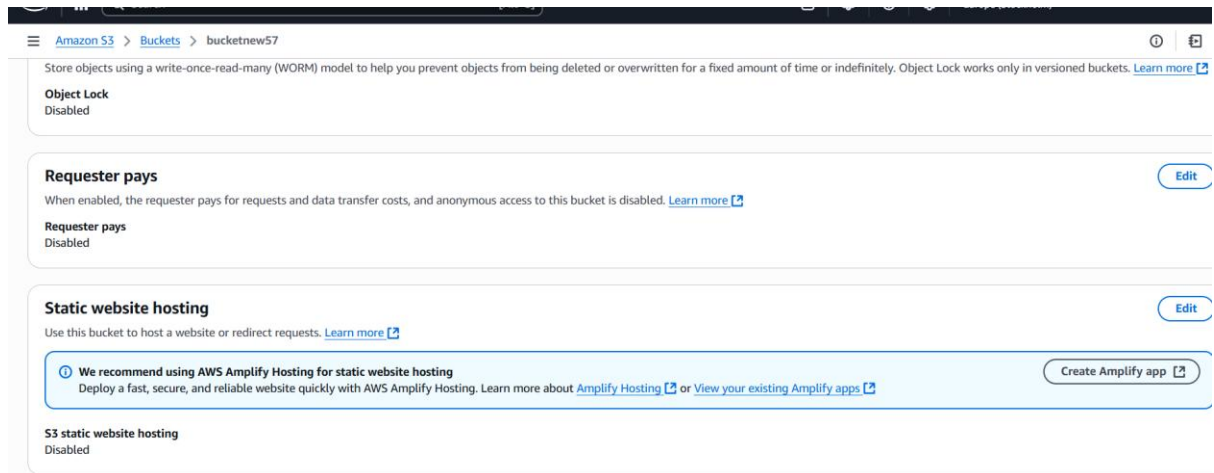 Amazon S3 > Buckets > bucketnew57
Store objects using a write-once-read-many (WORM) model to help you prevent objects from being deleted or overwritten for a fixed amount of time or indefinitely. Object Lock works only in versioned buckets. Learn more
Object Lock
Disabled
Requester pays
Edit
When enabled, the requester pays for requests and data transfer costs, and anonymous access to this bucket is disabled. Learn more
Requester pays
Disabled
Static website hosting
Edit
Use this bucket to host a website or redirect requests. Learn more
We recommend using AWS Amplify Hosting for static website hosting
Create Amplify app
Deploy a fast, secure, and reliable website quickly with AWS Amplify Hosting. Learn more about Amplify Hosting or View your existing Amplify apps
S3 static website hosting
Disabled